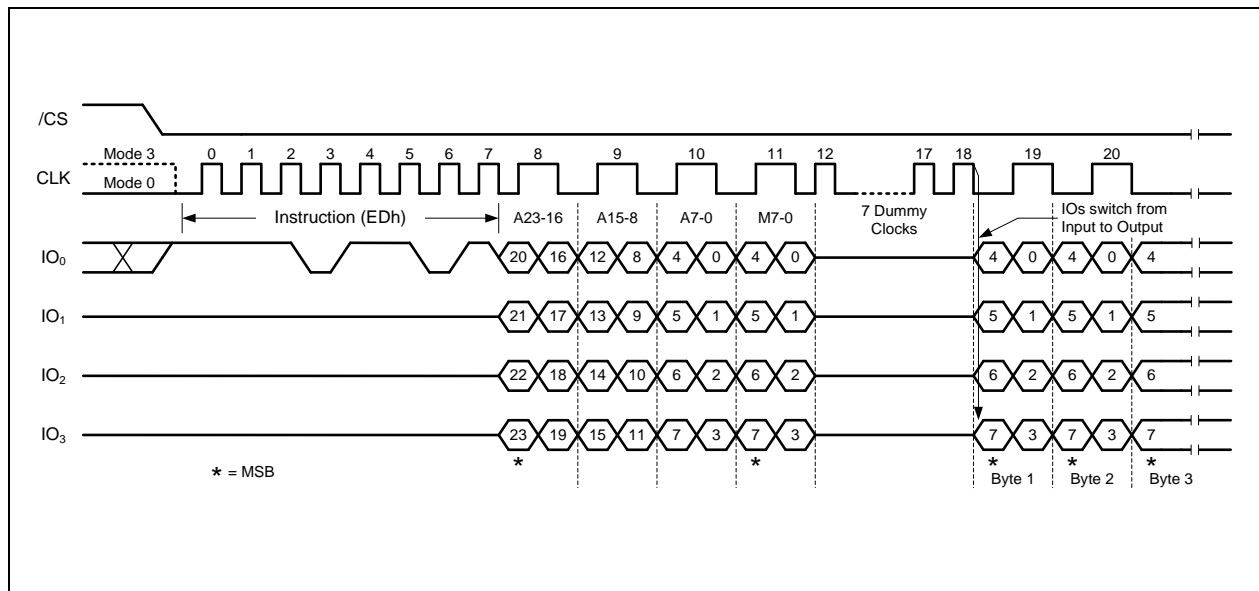 /CS
Mode 3
0 1 2 3 4 5 6 7 8 9 10 11 12 17 18 19 20
CLK
Mode 0
Instruction (EDh) A23-16 A15-8 A7-0 M7-0 7 Dummy
Clocks
IOs switch from
Input to Output
IO₀ 20 16 12 8 4 0 4 0 4 0 4 0 4
IO₁ 21 17 13 9 5 1 5 1 5 1 5 1 5
IO₂ 22 18 14 10 6 2 6 2 6 2 6 2 6
IO₃ 23 19 15 11 7 3 7 3 7 3 7 3 7
* * * * *
* = MSB
Byte 1 Byte 2 Byte 3